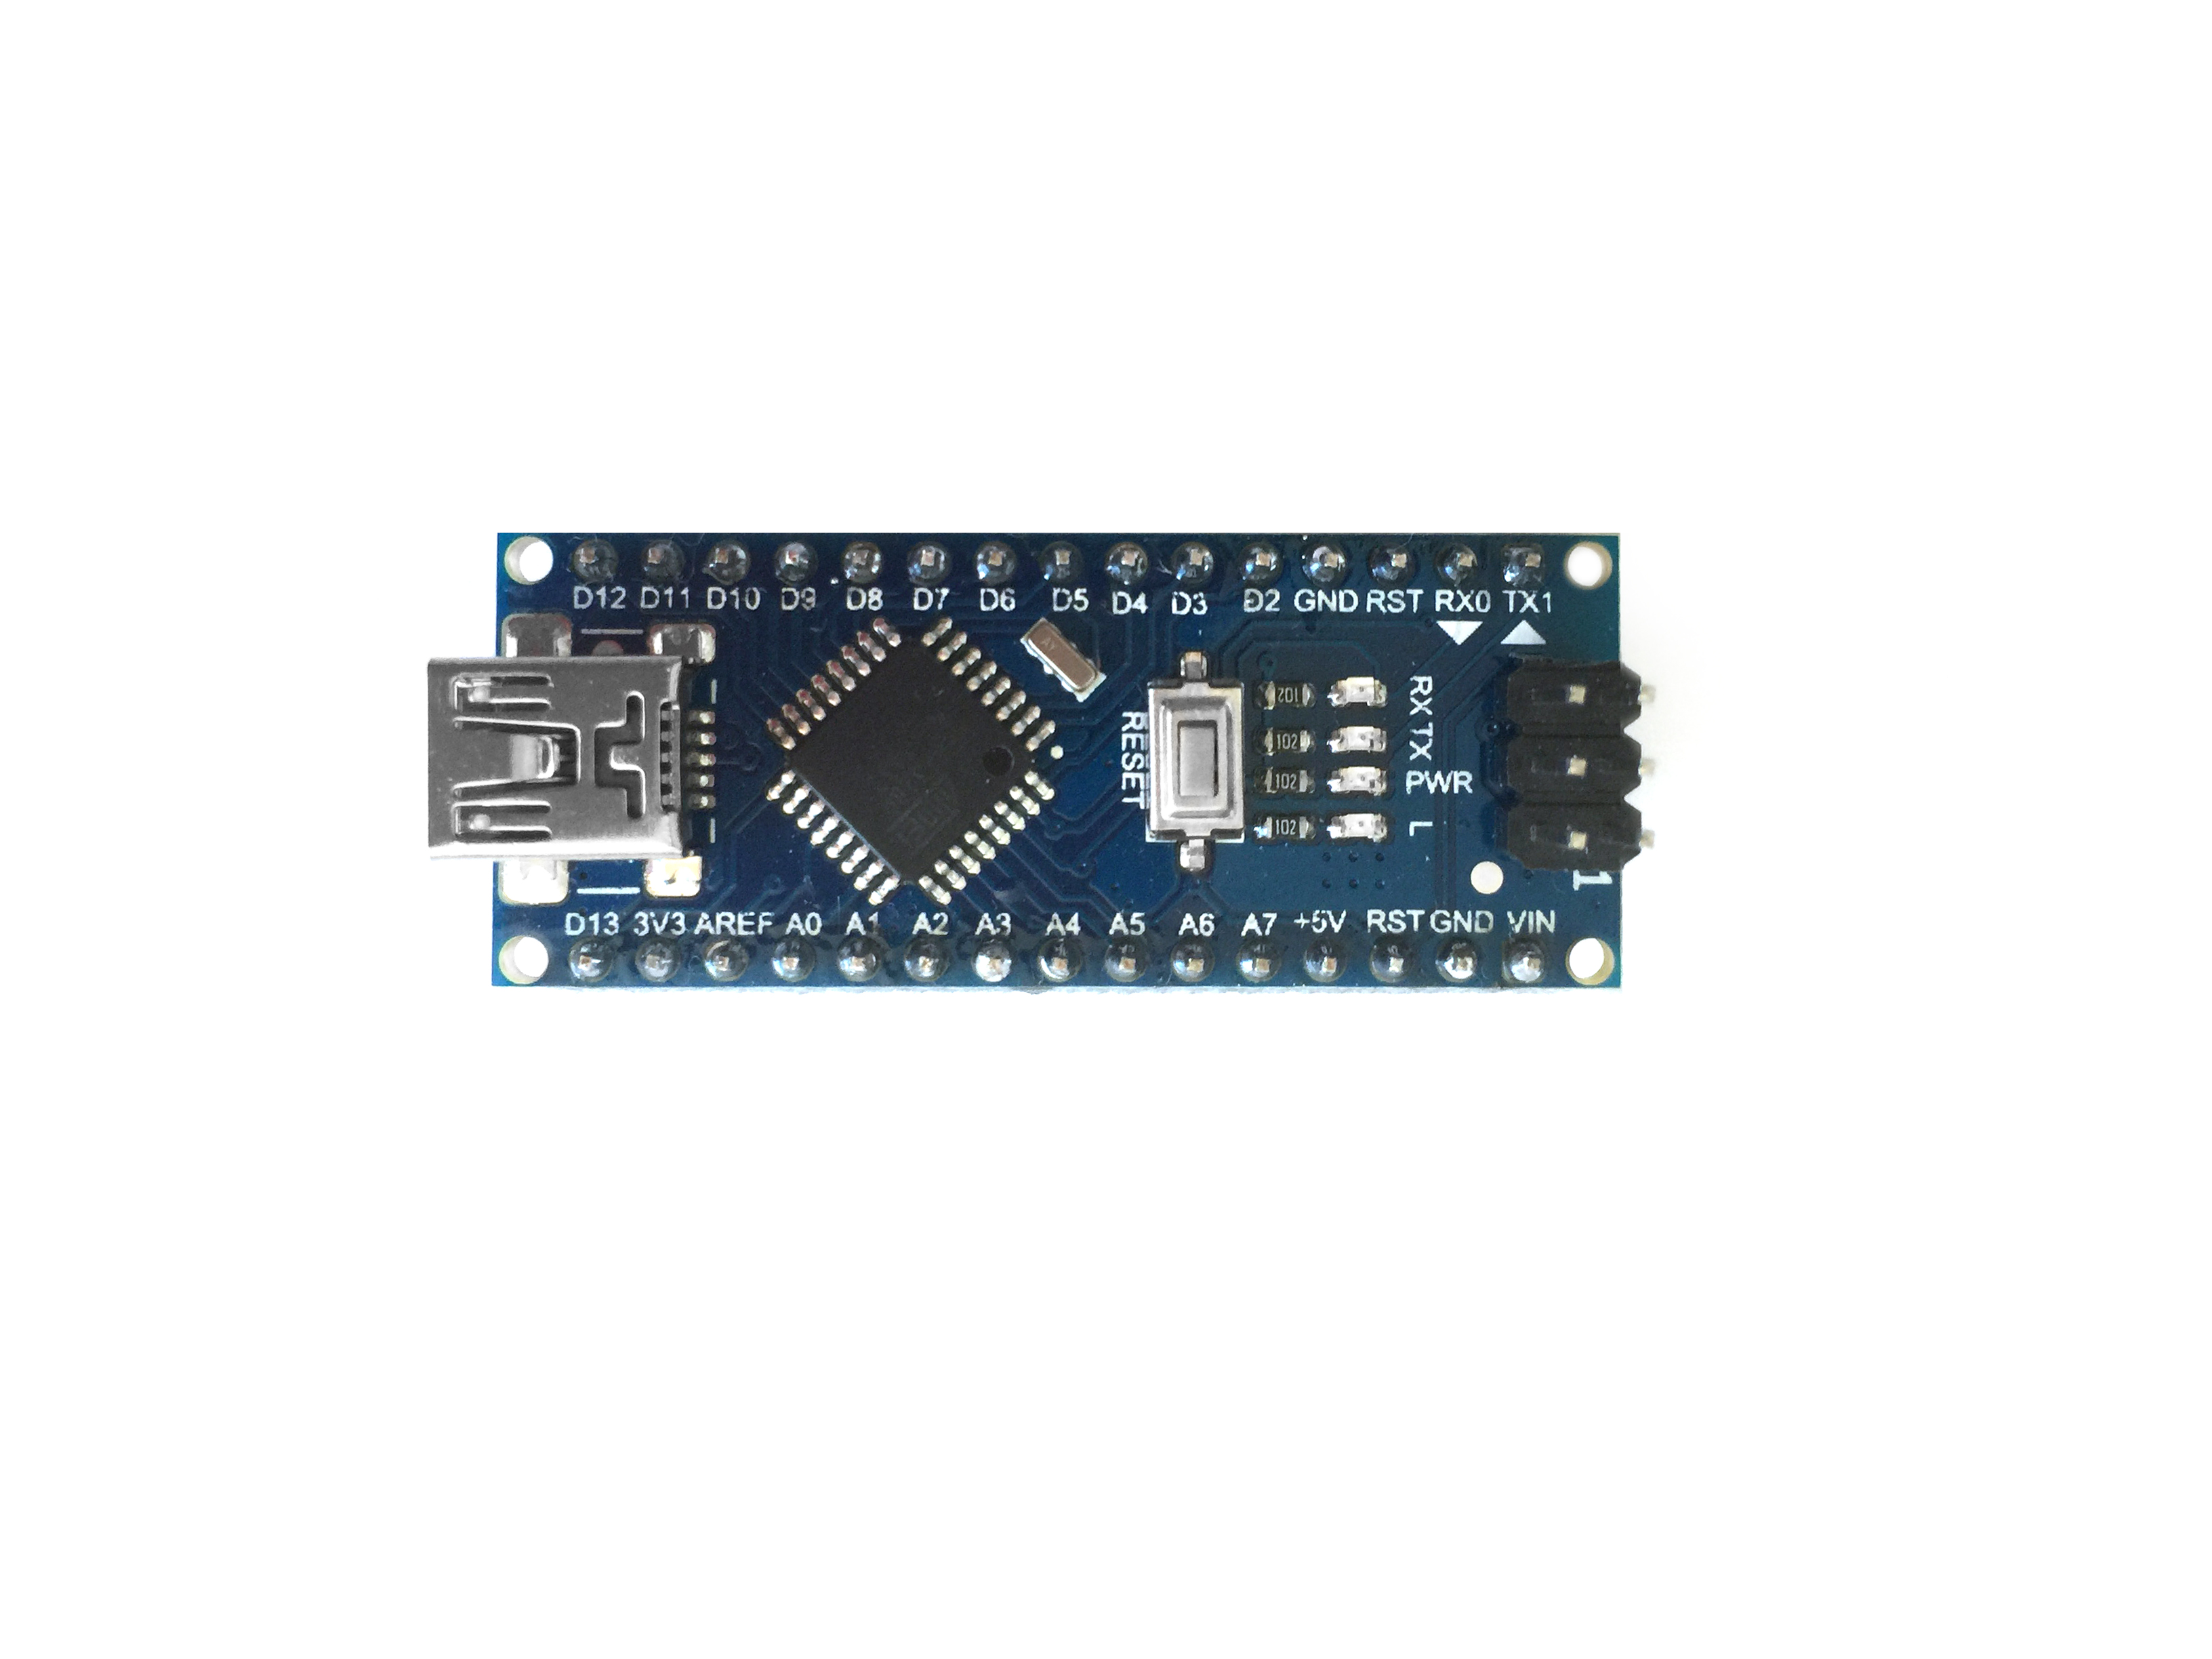 D12 D11 D10 D9 D8 D7 D6 D5 D4 D3 D2 GND RST RX0 TX1
RESET
102
102
102
102
RX
TX
PWR
L
1
D13 3V3 AREF A0 A1 A2 A3 A4 A5 A6 A7 +5V RST GND VIN